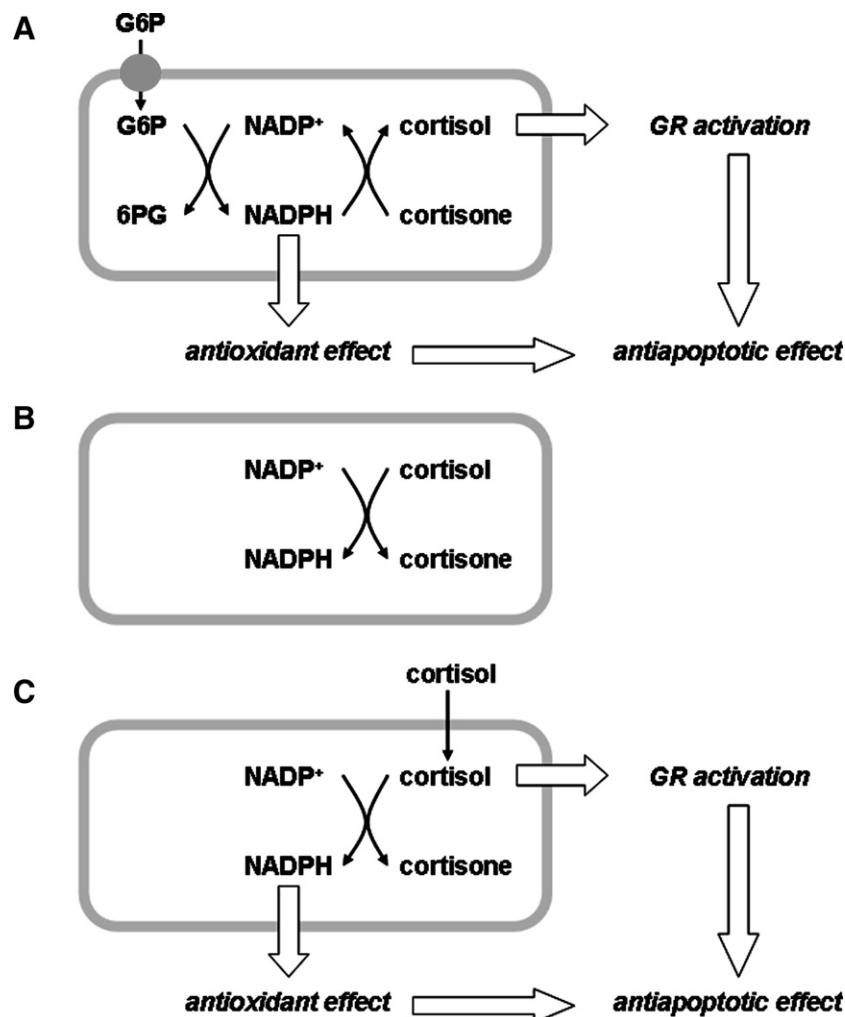 A
G6P
G6P NADP⁺ cortisol GR activation
6PG NADPH cortisone
antioxidant effect antiapoptotic effect
B
NADP⁺ cortisol
NADPH cortisone
cortisol
C
NADP⁺ cortisol GR activation
NADPH cortisone
antioxidant effect antiapoptotic effect